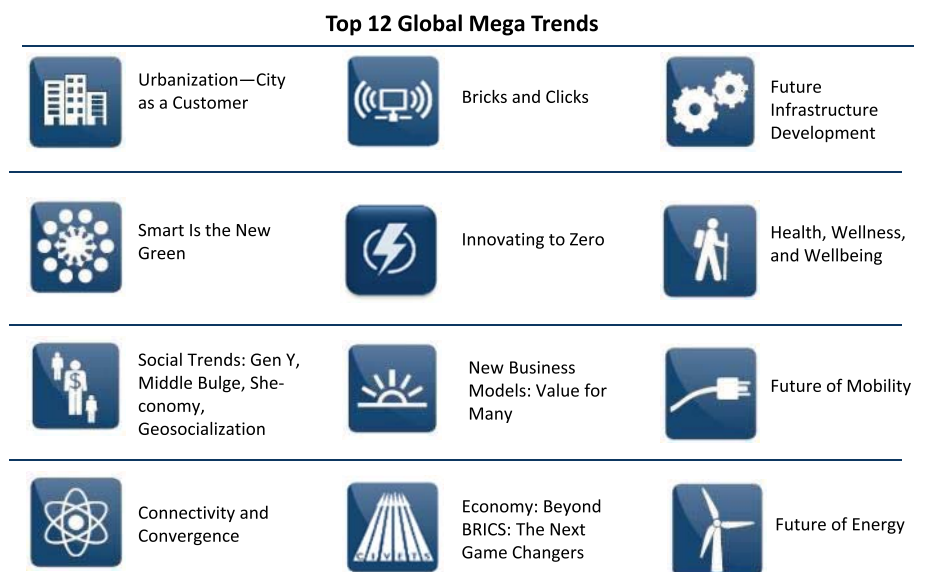 Top 12 Global Mega Trends
Urbanization—City
as a Customer
Bricks and Clicks
Future
Infrastructure
Development
Smart Is the New
Green
Innovating to Zero
Health, Wellness,
and Wellbeing
$
Social Trends: Gen Y,
Middle Bulge, She-
conomy,
Geosocialization
New Business
Models: Value for
Many
Future of Mobility
Connectivity and
Convergence
C I V E T S
Economy: Beyond
BRICS: The Next
Game Changers
Future of Energy